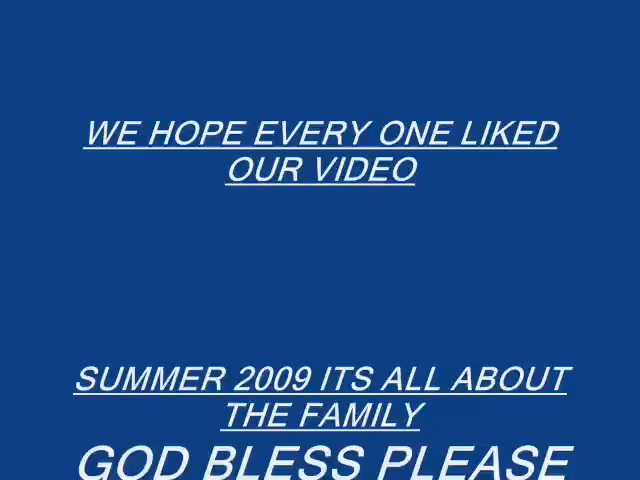 WE HOPE EVERY ONE LIKED
OUR VIDEO
SUMMER 2009 ITS ALL ABOUT
THE FAMILY
GOD BLESS PLEASE